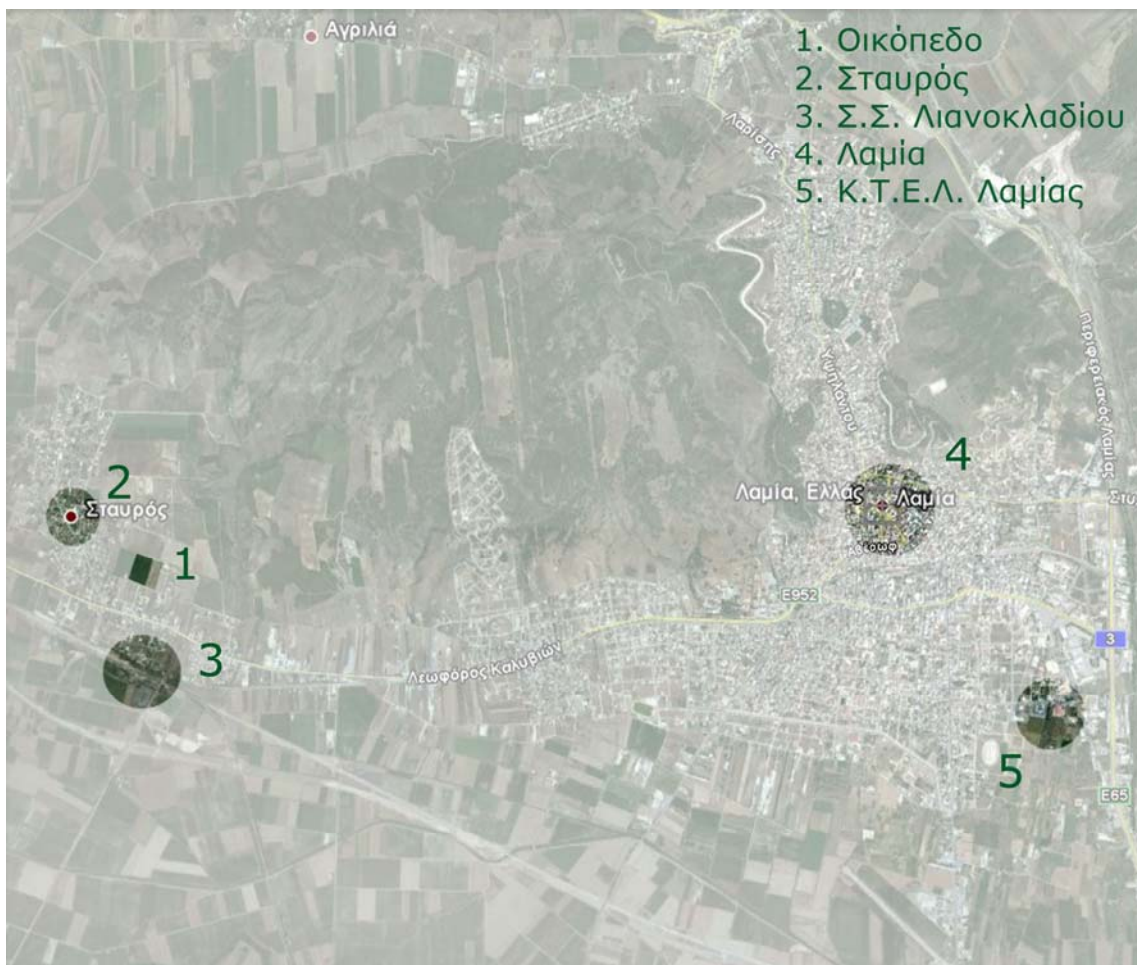 Αγριλιά
1. Οικόπεδο
2. Σταυρός
3. Σ.Σ. Λιανοκλαδίου
4. Λαμία
5. Κ.Τ.Ε.Λ. Λαμίας
Λαρίσης
Υψηλάντου
Περιφερειακός Λαμίας
4
2
Σταυρός
Λαμία, Ελλάς
Λαμία
1
E952
3
3
Λεωφόρος Καλυβιών
5
E65